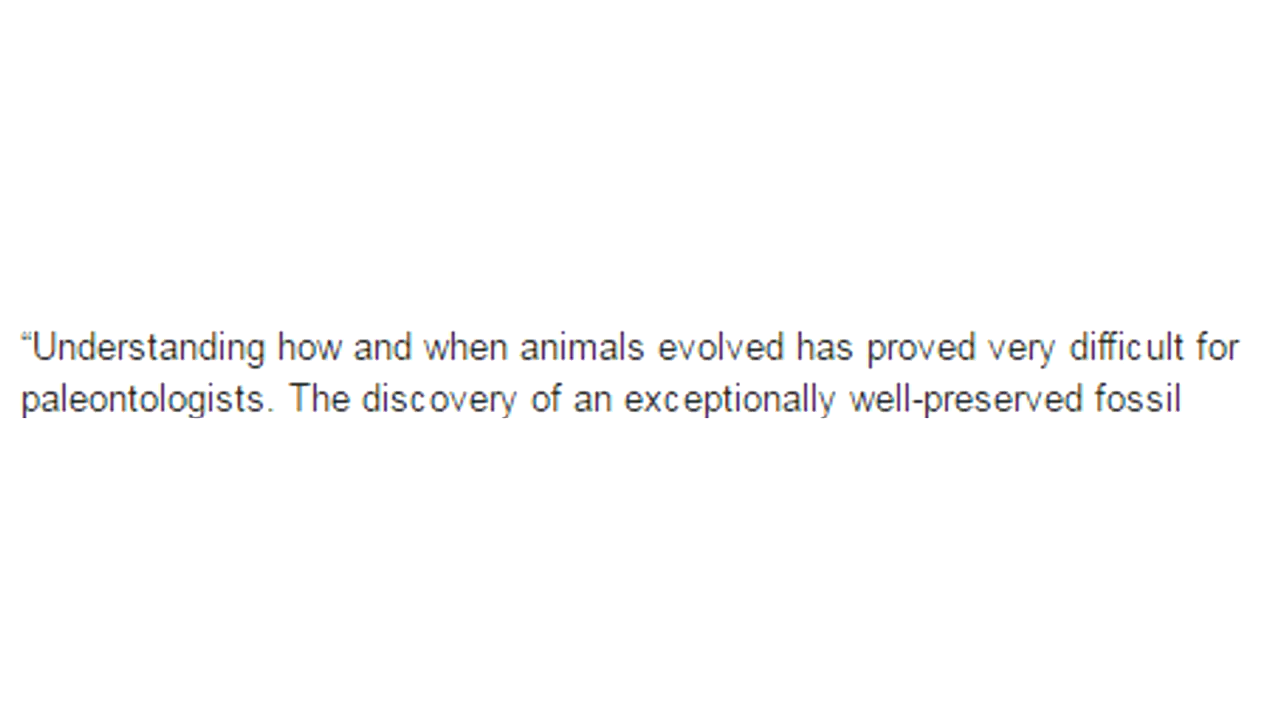 “Understanding how and when animals evolved has proved very difficult for
paleontologists. The discovery of an exceptionally well-preserved fossil